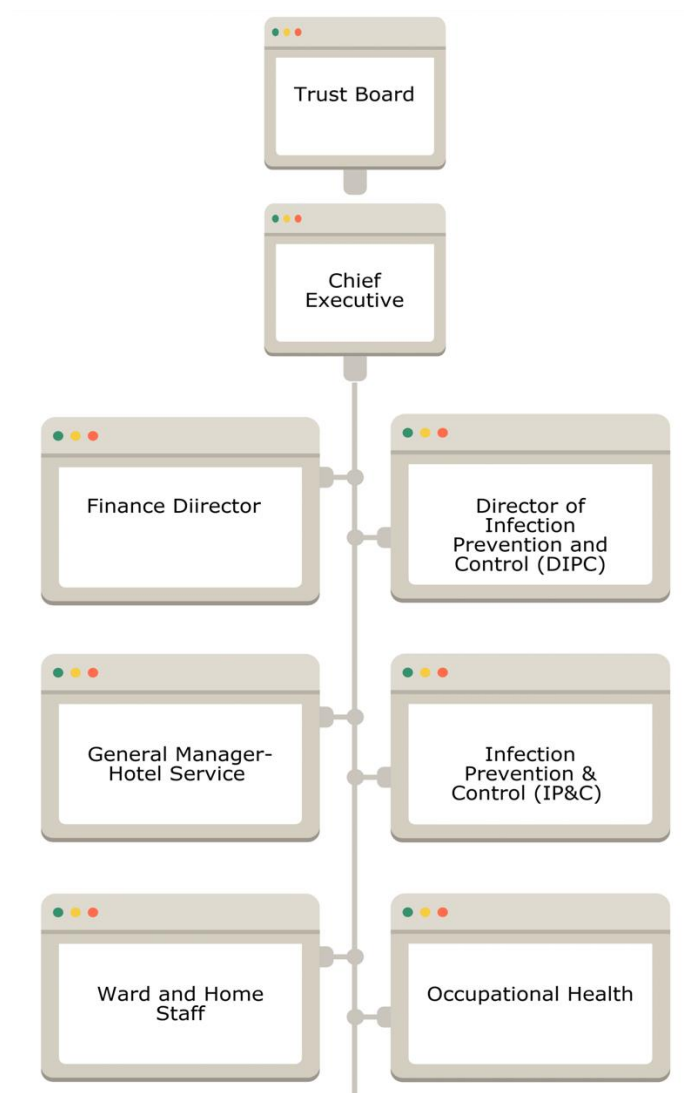 Trust Board
Chief
Executive
Finance Diirector
Director of
Infection
Prevention and
Control (DIPC)
General Manager-
Hotel Service
Infection
Prevention &
Control (IP&C)
Ward and Home
Staff
Occupational Health